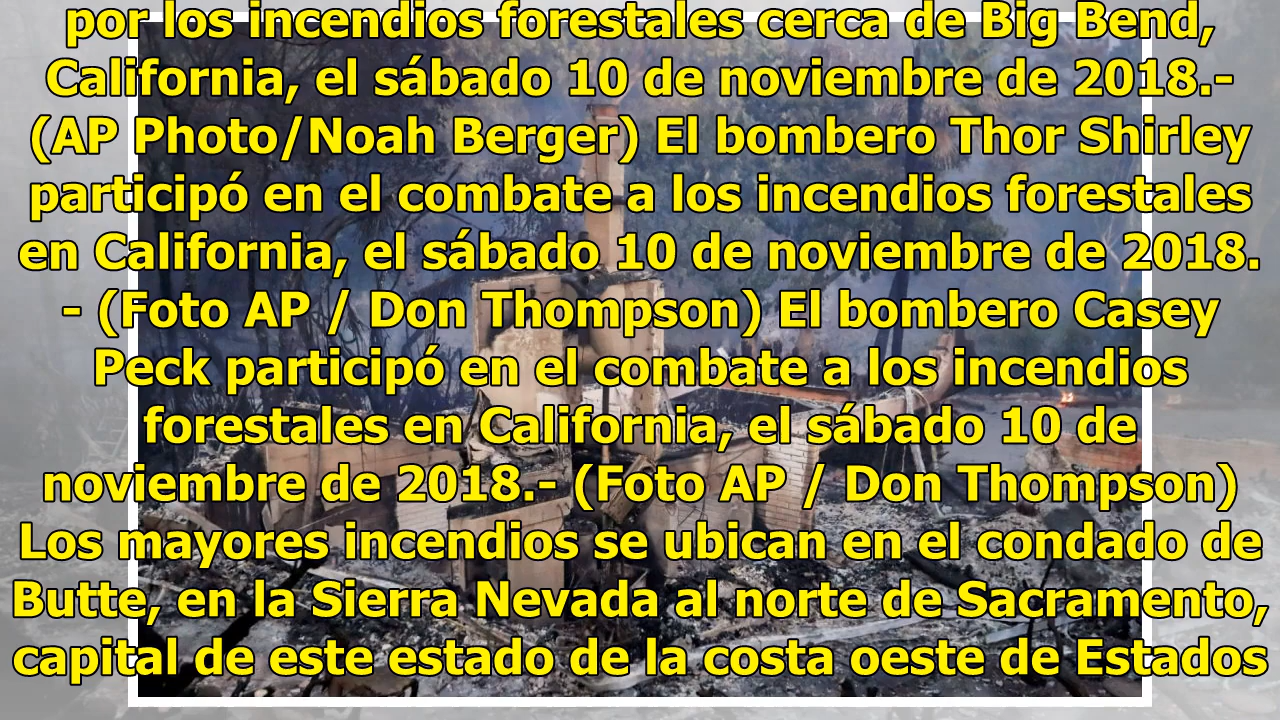 por los incendios forestales cerca de Big Bend,
California, el sábado 10 de noviembre de 2018.-
(AP Photo/Noah Berger) El bombero Thor Shirley
participó en el combate a los incendios forestales
en California, el sábado 10 de noviembre de 2018.
- (Foto AP / Don Thompson) El bombero Casey
Peck participó en el combate a los incendios
forestales en California, el sábado 10 de
noviembre de 2018.- (Foto AP / Don Thompson)
Los mayores incendios se ubican en el condado de
Butte, en la Sierra Nevada al norte de Sacramento,
capital de este estado de la costa oeste de Estados